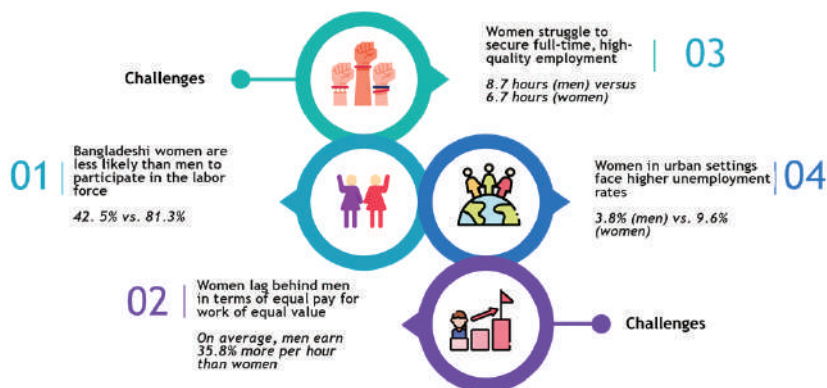 Challenges
Women struggle to
secure full-time, high-
quality employment
8.7 hours (men) versus
6.7 hours (women)
03
01
Bangladeshi women are
less likely than men to
participate in the labor
force
42. 5% vs. 81.3%
Women in urban settings
face higher unemployment
rates
3.8% (men) vs. 9.6%
(women)
04
02
Women lag behind men
in terms of equal pay for
work of equal value
On average, men earn
35.8% more per hour
than women
Challenges